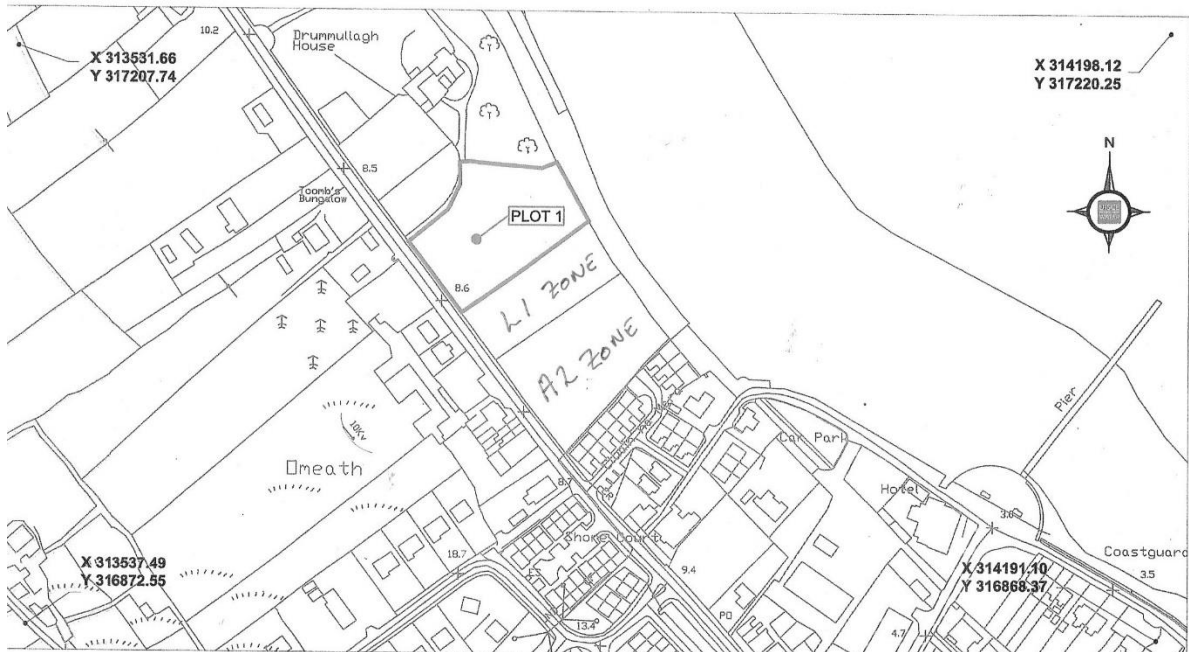 10.2
Drummullagh
House
X 313531.66
Y 317207.74
X 314198.12
Y 317220.25
N
8.5
Toomb's
Bungalow
PLOT 1
8.6
L1 ZONE
A2 ZONE
10Kv
Omeath
Pier
Car Park
Hotel
8.7
Shore Court
3.8
Coastguard
18.7
X 313537.49
Y 316872.55
9.4
X 314191.10
Y 316868.37
3.5
PO
13.4
4.7